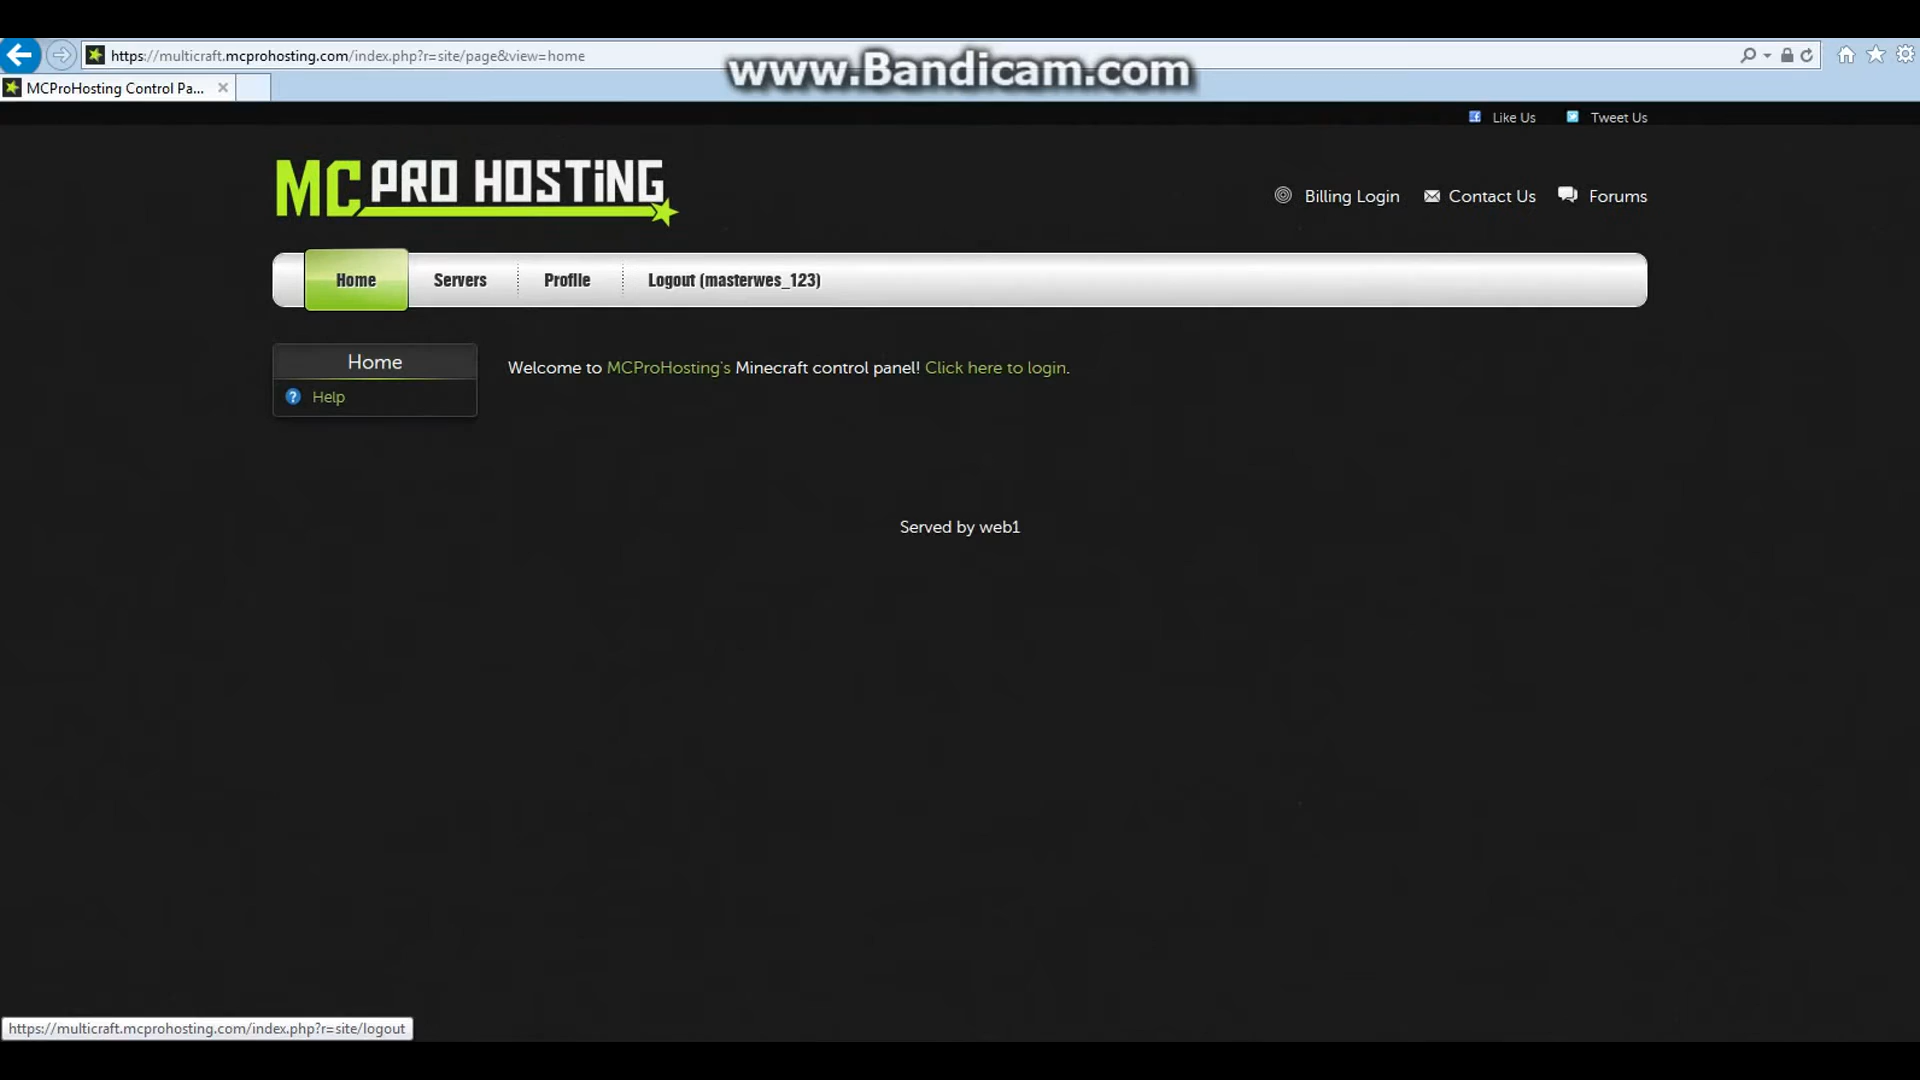 https://multicraft.mcprohosting.com/index.php?r=site/page&view=home
www.Bandicam.com
MCProHosting Control Pa...
Like Us
Tweet Us
MC PRO HOSTiNG
Billing Login
Contact Us
Forums
Home
Servers
Profile
Logout (masterwes_123)
Home
Help
Welcome to MCProHosting's Minecraft control panel! Click here to login.
Served by web1
https://multicraft.mcprohosting.com/index.php?r=site/logout